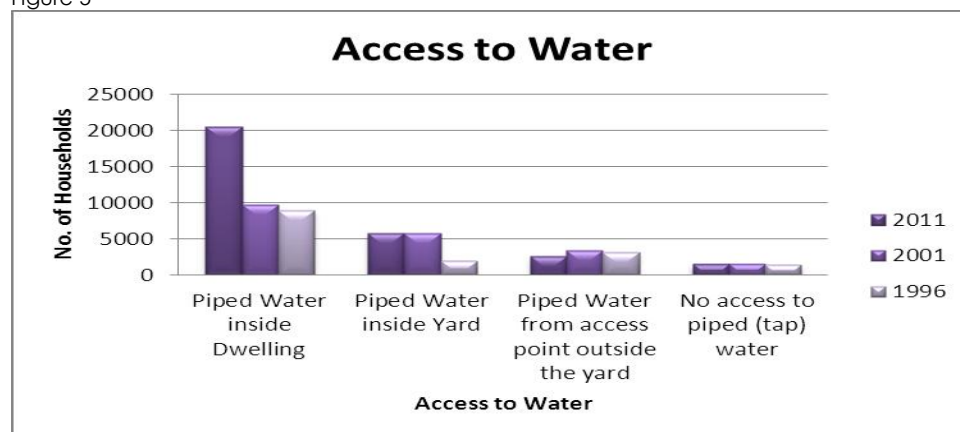 Access to Water
No. of Households
25000
20000
15000
10000
5000
0
Piped Water
inside
Dwelling
Piped Water
inside Yard
Piped Water
from access
point outside
the yard
No access to
piped (tap)
water
Access to Water
2011
2001
1996